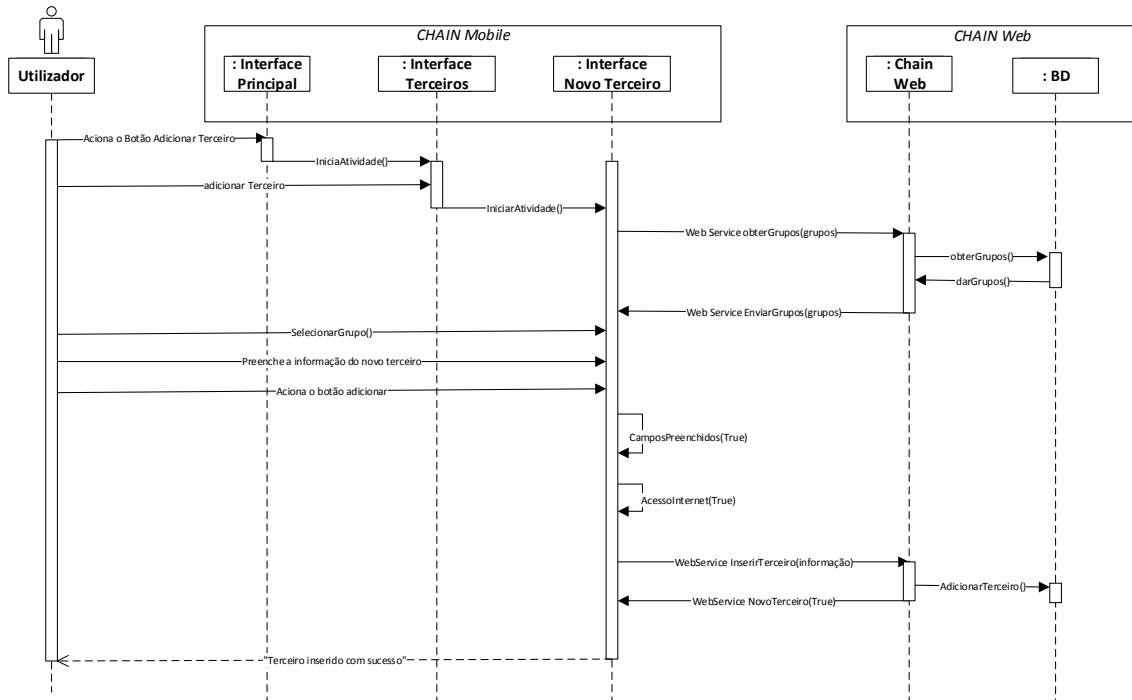 CHAIN Mobile
CHAIN Web
Utilizador
: Interface
Principal
: Interface
Terceiros
: Interface
Novo Terceiro
: Chain
Web
: BD
Aciona o Botão Adicionar Terceiro
IniciaAtividade()
adicionar Terceiro
IniciarAtividade()
Web Service obterGrupos(grupos)
obterGrupos()
darGrupos()
Web Service EnviarGrupos(grupos)
SelecionarGrupo()
Preenche a informação do novo terceiro
Aciona o botão adicionar
CamposPreenchidos(True)
AcessoInternet(True)
WebService InserirTerceiro(informação)
AdicionarTerceiro()
WebService NovoTerceiro(True)
"Terceiro inserido com sucesso"